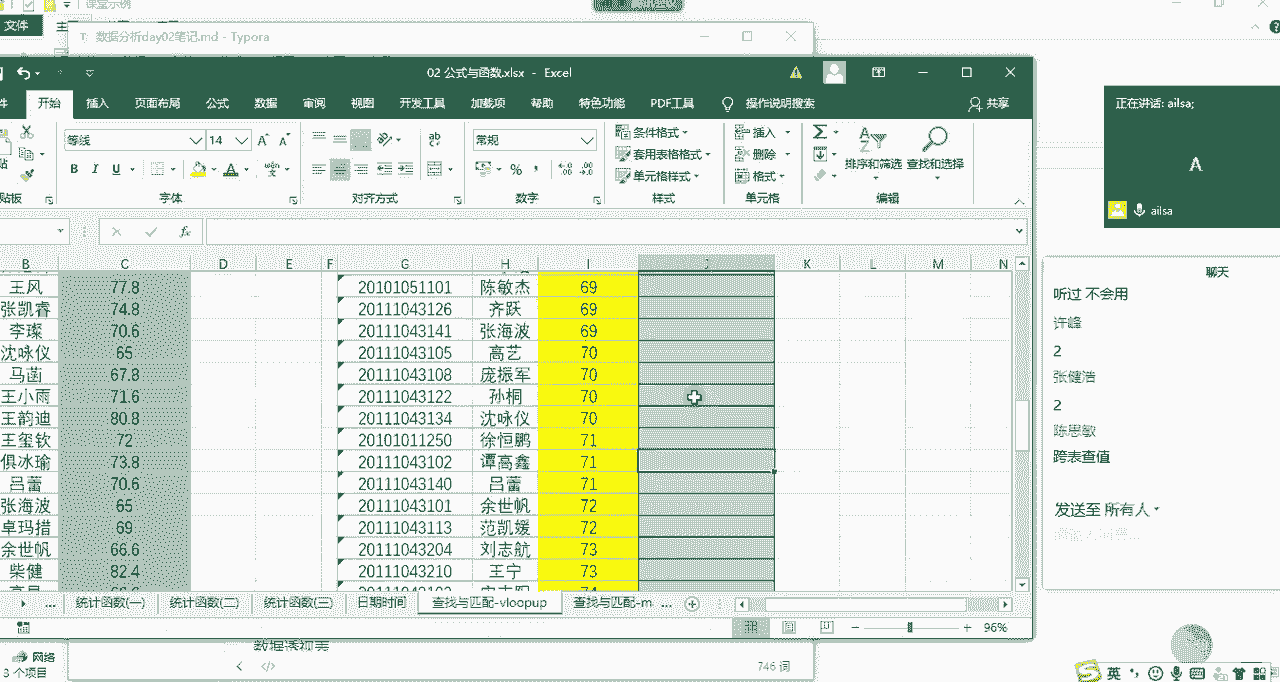 课堂示例
文件
数据分析day02笔记.md - Typora
02 公式与函数.xlsx - Excel
开始 插入 页面布局 公式 数据 审阅 视图 开发工具 加载项 帮助 特色功能 PDF工具 操作说明搜索 共享
等线 14 常规
条件格式 套用表格格式 单元格样式
插入 删除 格式
排序和筛选 查找和选择
贴板 字体 对齐方式 数字 样式 单元格 编辑
B C D E F G H I J K L M N
王风 77.8 20101051101 陈敏杰 69
张凯睿 74.8 20111043126 齐跃 69
李璨 70.6 20111043141 张海波 69
沈咏仪 65 20111043105 高艺 70
马菡 67.8 20111043108 庞振军 70
王小雨 71.6 20111043122 孙桐 70
王韵迪 80.8 20111043134 沈咏仪 70
王玺钦 72 20101011250 徐恒鹏 71
俱冰瑜 73.8 20111043102 谭高鑫 71
吕蕾 70.6 20111043140 吕蕾 71
张海波 65 20111043101 余世帆 72
卓玛措 69 20111043113 范凯媛 72
余世帆 66.6 20111043204 刘志航 73
柴健 82.4 20111043210 王宁 73
... 统计函数(一) 统计函数(二) 统计函数(三) 日期时间 查找与匹配-vloopup 查找与匹配-m ...
96%
数据透视表
746 词
网络
3 个项目
正在讲话: ailsa;
A
ailsa
聊天
听过 不会用
许峰
2
张健浩
2
陈思敏
跨表查值
发送至 所有人
英